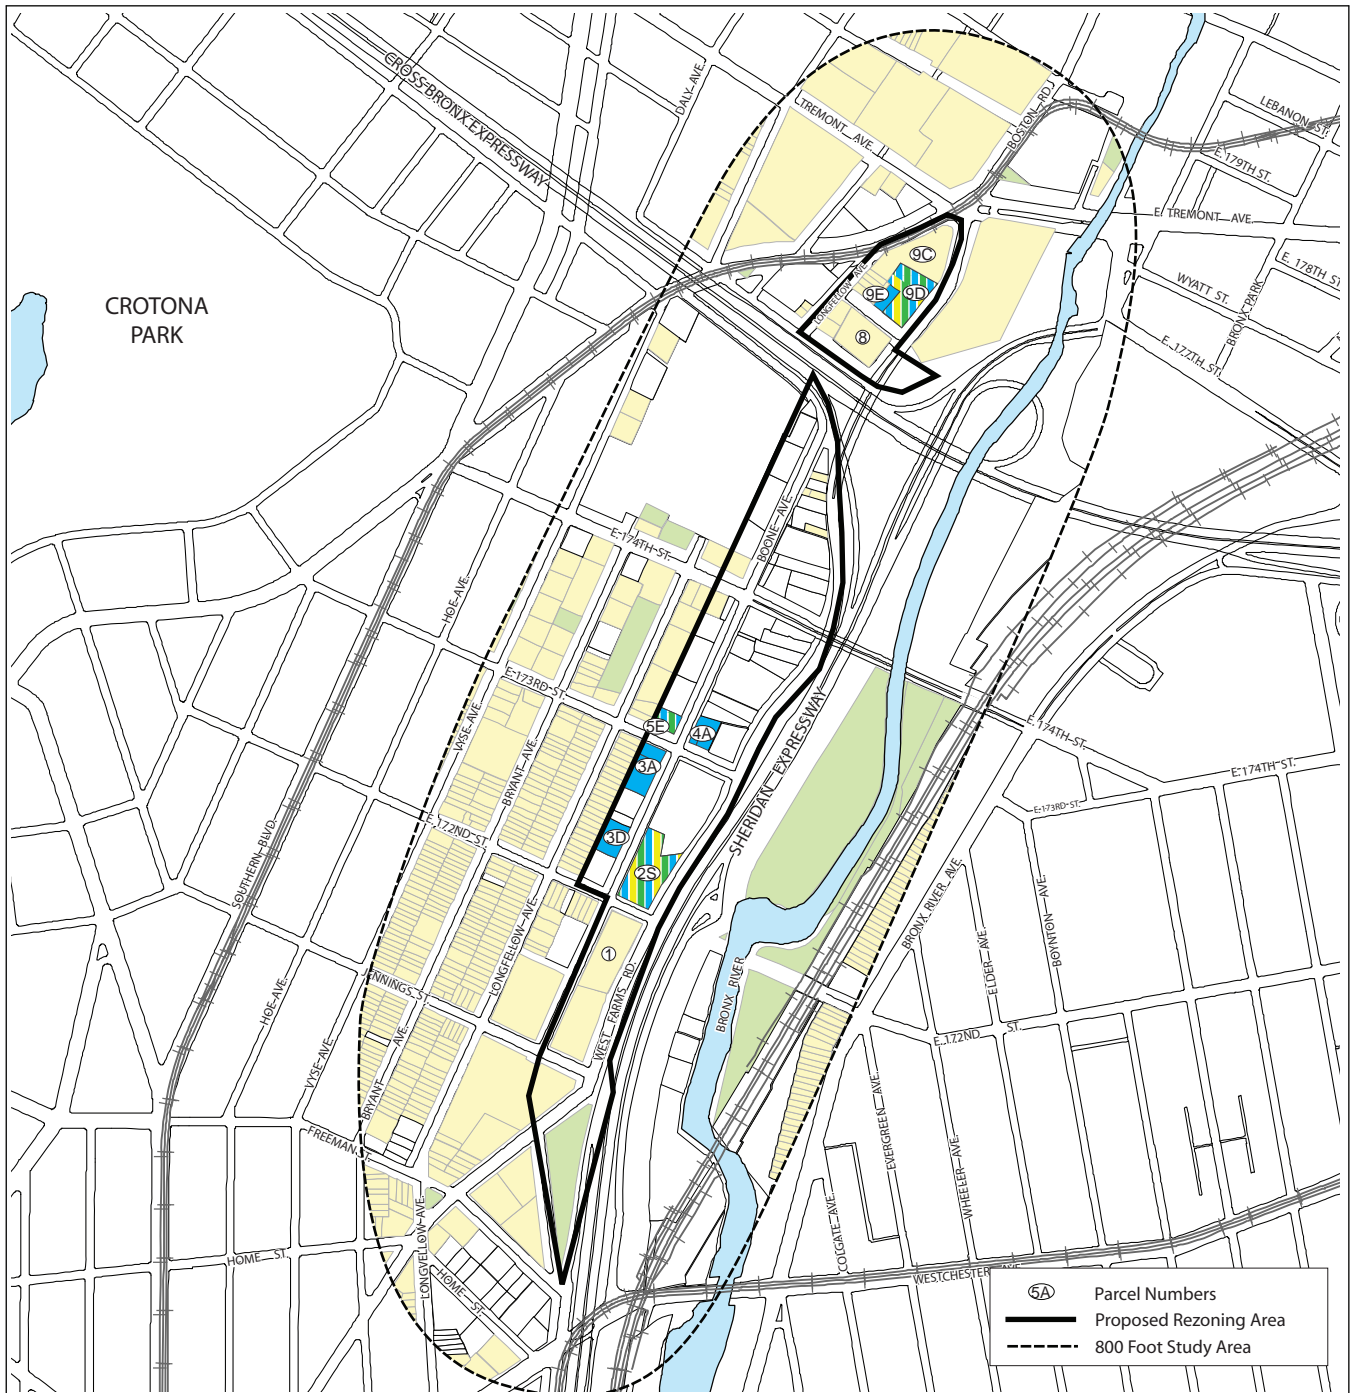 CROSS BRONX EXPRESSWAY
DALY AVE.
TREMONT AVE.
BOSTON RD.
LEBANON ST.
E. 179TH ST.
E. TREMONT AVE.
E. 178TH ST.
WYATT ST.
BRONX PARK
E. 177TH ST.
CROTONA
PARK
LONGFELLOW AVE.
9C
9E
9D
8
BOONE AVE.
E. 174TH ST.
HOE AVE.
E. 173RD ST.
VYSE AVE.
BRYANT AVE.
5E
4A
3A
3D
2S
SHERIDAN EXPRESSWAY
E. 174TH ST.
E. 174TH ST.
E. 173RD ST.
E. 172ND ST.
SOUTHERN BLVD.
LONGFELLOW AVE.
1
WEST FARMS RD.
BRONX RIVER
BRONX RIVER AVE.
ELDER AVE.
BOYNTON AVE.
JENNINGS ST.
HOE AVE.
VYSE AVE.
BRYANT AVE.
E. 172ND ST.
FREEMAN ST.
EVERGREEN AVE.
WHEELER AVE.
COLGATE AVE.
HOME ST.
LONGVELLOW AVE.
HOME ST.
WESTCHESTER AVE.
5A Parcel Numbers
Proposed Rezoning Area
800 Foot Study Area